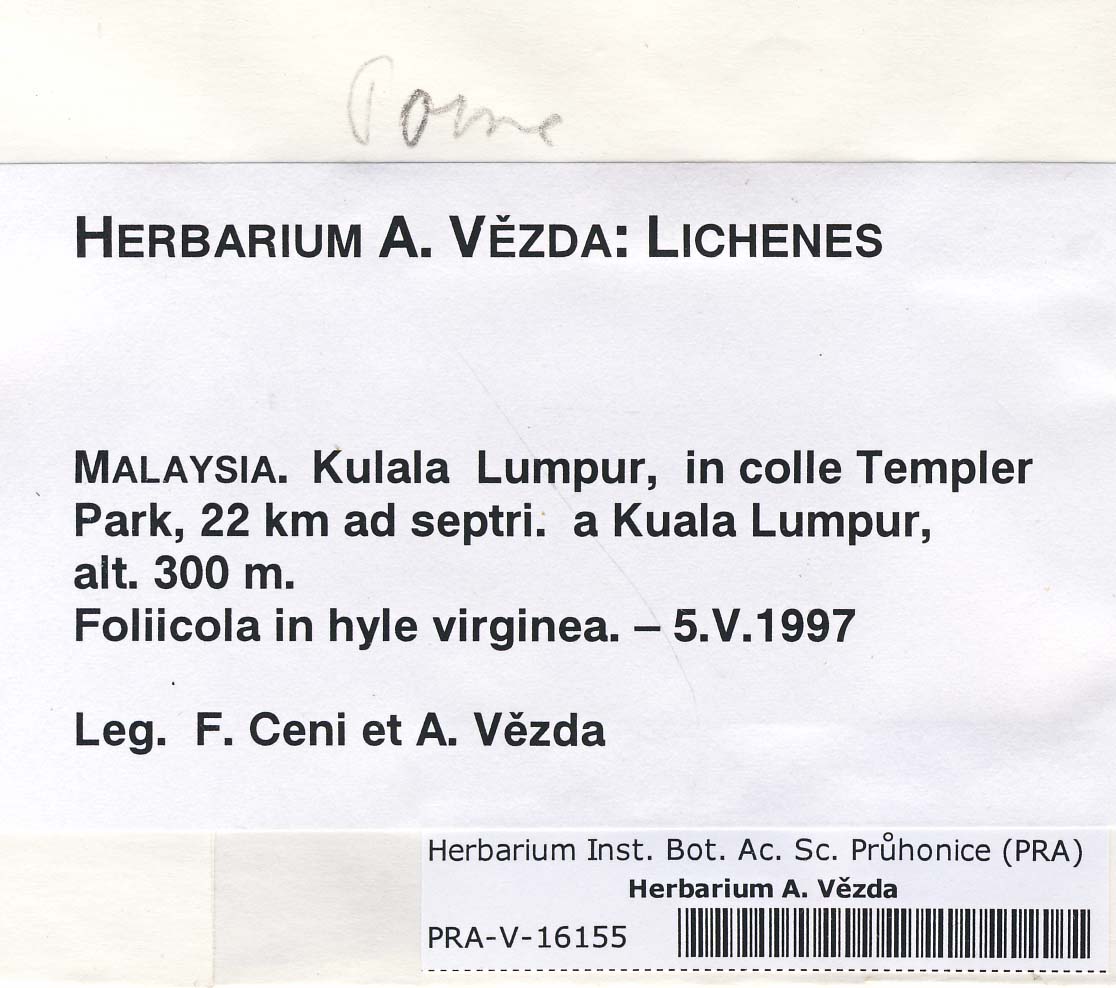 HERBARIUM A. VĚZDA: LICHENES
MALAYSIA. Kulala Lumpur, in colle Templer
Park, 22 km ad septri. a Kuala Lumpur,
alt. 300 m.
Foliicola in hyle virginea. – 5.V.1997
Leg. F. Ceni et A. Vězda
Herbarium Inst. Bot. Ac. Sc. Průhonice (PRA)
Herbarium A. Vězda
PRA-V-16155